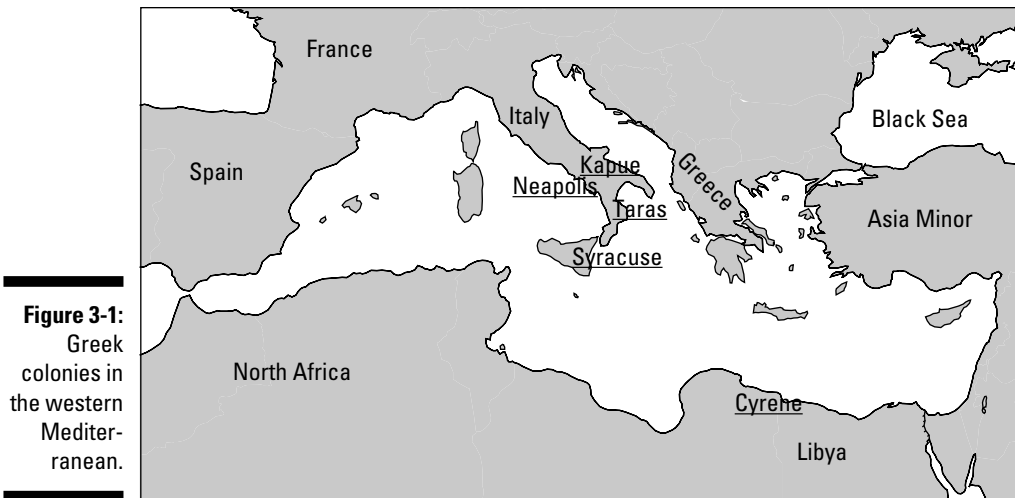 France
Italy
Black Sea
Spain
Kapue
Neapolis
Greece
Taras
Asia Minor
Syracuse
Figure 3-1:
Greek
colonies in
the western
Mediter-
ranean.
North Africa
Cyrene
Libya